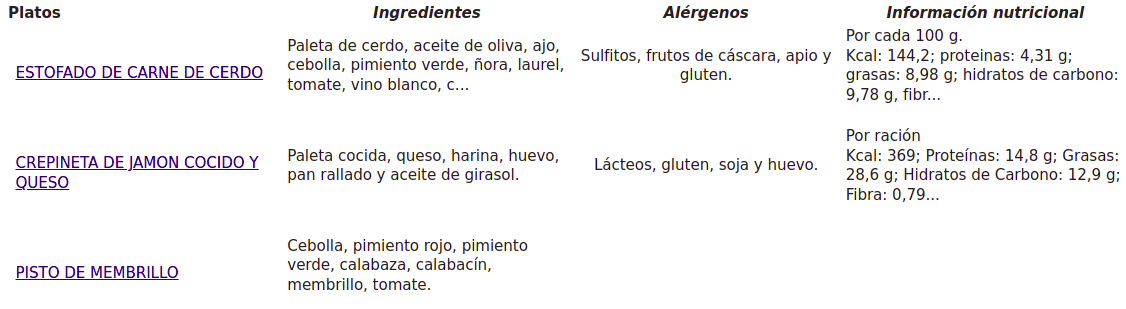 Platos Ingredientes Alérgenos Información nutricional
ESTOFADO DE CARNE DE CERDO
Paleta de cerdo, aceite de oliva, ajo,
cebolla, pimiento verde, ñora, laurel,
tomate, vino blanco, c...
Sulfitos, frutos de cáscara, apio y
gluten.
Por cada 100 g.
Kcal: 144,2; proteinas: 4,31 g;
grasas: 8,98 g; hidratos de carbono:
9,78 g, fibr...
CREPINETA DE JAMON COCIDO Y
QUESO
Paleta cocida, queso, harina, huevo,
pan rallado y aceite de girasol.
Lácteos, gluten, soja y huevo.
Por ración
Kcal: 369; Proteínas: 14,8 g; Grasas:
28,6 g; Hidratos de Carbono: 12,9 g;
Fibra: 0,79...
PISTO DE MEMBRILLO
Cebolla, pimiento rojo, pimiento
verde, calabaza, calabacín,
membrillo, tomate.